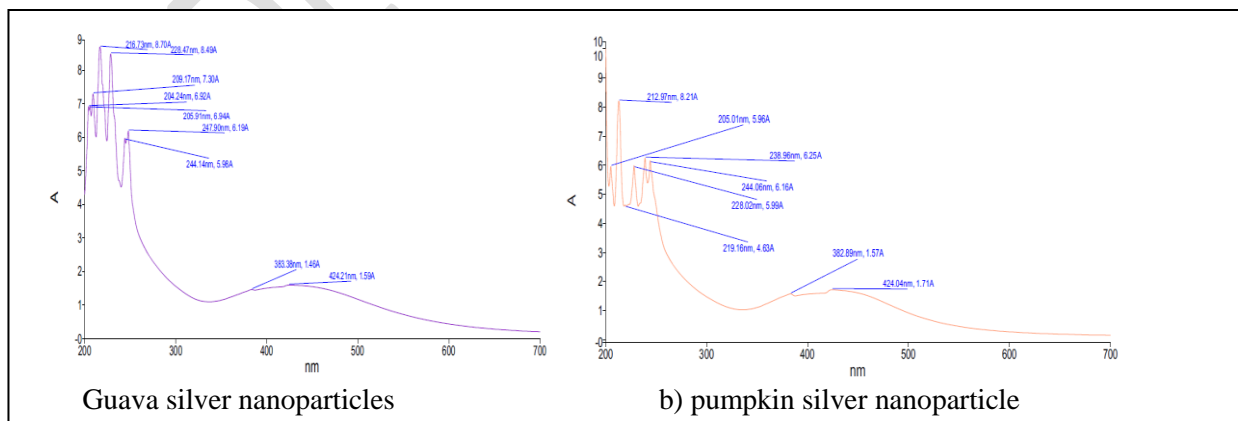 9
8
7
6
5
4
3
2
1
-0
A
216.73nm, 8.70A
228.47nm, 8.49A
209.17nm, 7.30A
204.24nm, 6.92A
205.91nm, 6.94A
247.90nm, 6.19A
244.14nm, 5.98A
383.38nm, 1.46A
424.21nm, 1.59A
200 300 400 500 600 700
nm
Guava silver nanoparticles
10
10
9
8
7
6
5
4
3
2
1
-0
A
212.97nm, 8.21A
205.01nm, 5.96A
238.96nm, 6.25A
244.06nm, 6.16A
228.02nm, 5.99A
219.16nm, 4.63A
382.89nm, 1.57A
424.04nm, 1.71A
200 300 400 500 600 700
nm
b) pumpkin silver nanoparticle